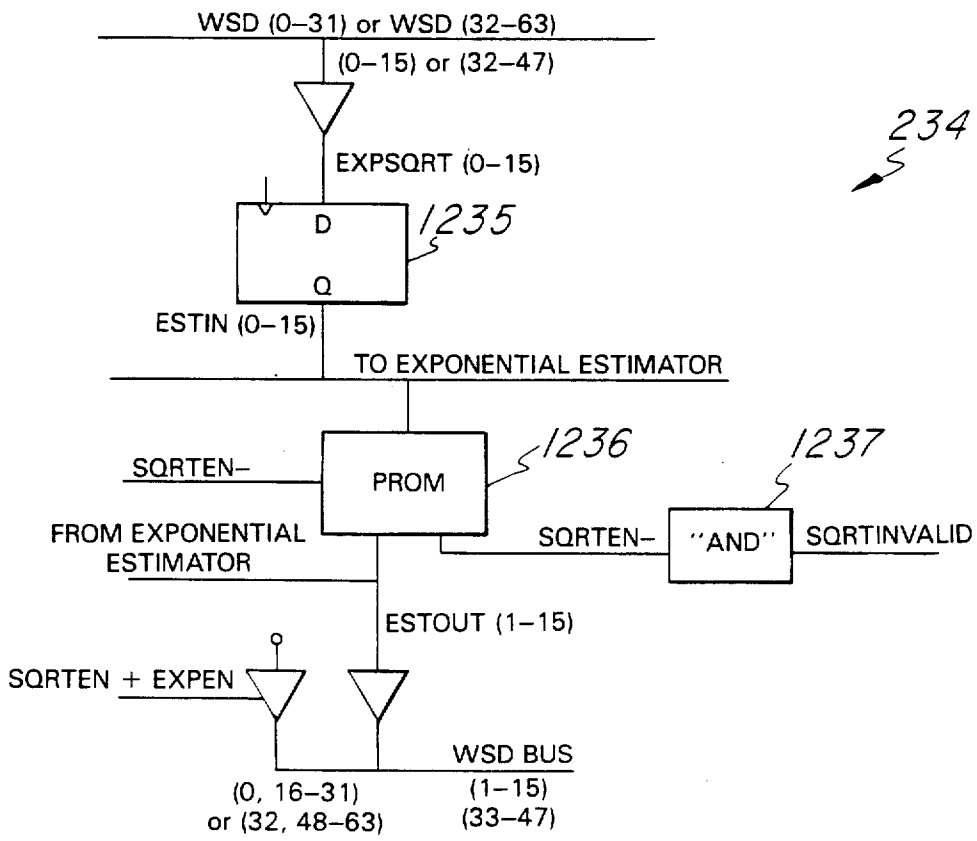 WSD (0–31) or WSD (32–63)
(0–15) or (32–47)
234
EXPSQRT (0–15)
1235
D
Q
ESTIN (0–15)
TO EXPONENTIAL ESTIMATOR
1236
1237
SQRTEN–
PROM
FROM EXPONENTIAL
ESTIMATOR
SQRTEN–
"AND"
SQRTINVALID
ESTOUT (1–15)
SQRTEN + EXPEN
WSD BUS
(0, 16–31)
or (32, 48–63)
(1–15)
(33–47)